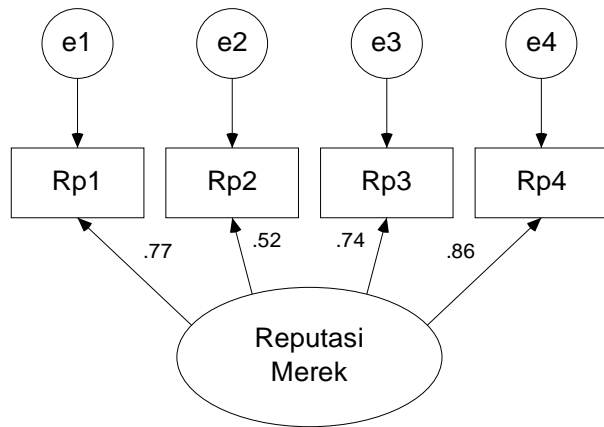 e1
e2
e3
e4
Rp1
Rp2
Rp3
Rp4
.77
.52
.74
.86
Reputasi
Merek